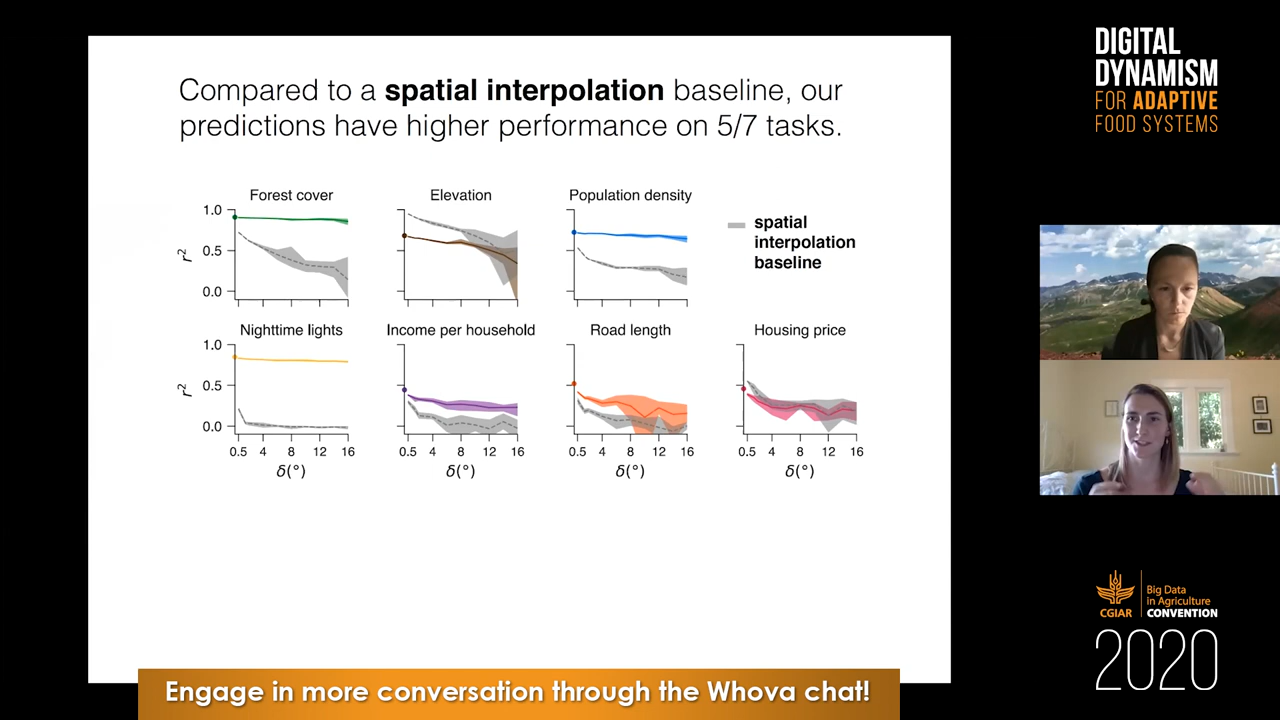 Compared to a spatial interpolation baseline, our
predictions have higher performance on 5/7 tasks.
Forest cover
Elevation
Population density
1.0
0.5
0.0
r²
spatial
interpolation
baseline
Nighttime lights
Income per household
Road length
Housing price
1.0
0.5
0.0
r²
0.5 4 8 12 16
0.5 4 8 12 16
0.5 4 8 12 16
0.5 4 8 12 16
δ(°)
δ(°)
δ(°)
δ(°)
Engage in more conversation through the Whova chat!
DIGITAL
DYNAMISM
FOR ADAPTIVE
FOOD SYSTEMS
CGIAR
Big Data
in Agriculture
CONVENTION
2020